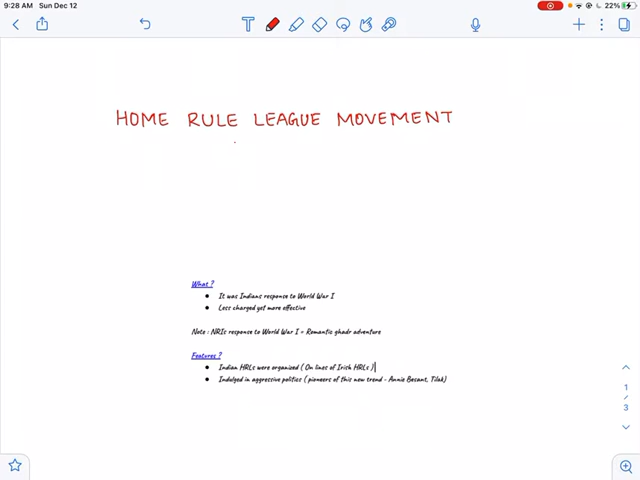 9:28 AM Sun Dec 12
22%
HOME RULE LEAGUE MOVEMENT
What ?
● It was Indians response to World War I
● Less charged yet more effective
Note : NRIs response to World War I = Romantic ghadr adventure
Features ?
● Indian HRLs were organized ( On lines of Irish HRLs )
● Indulged in aggressive politics ( pioneers of this new trend - Annie Besant, Tilak)
1
/
3